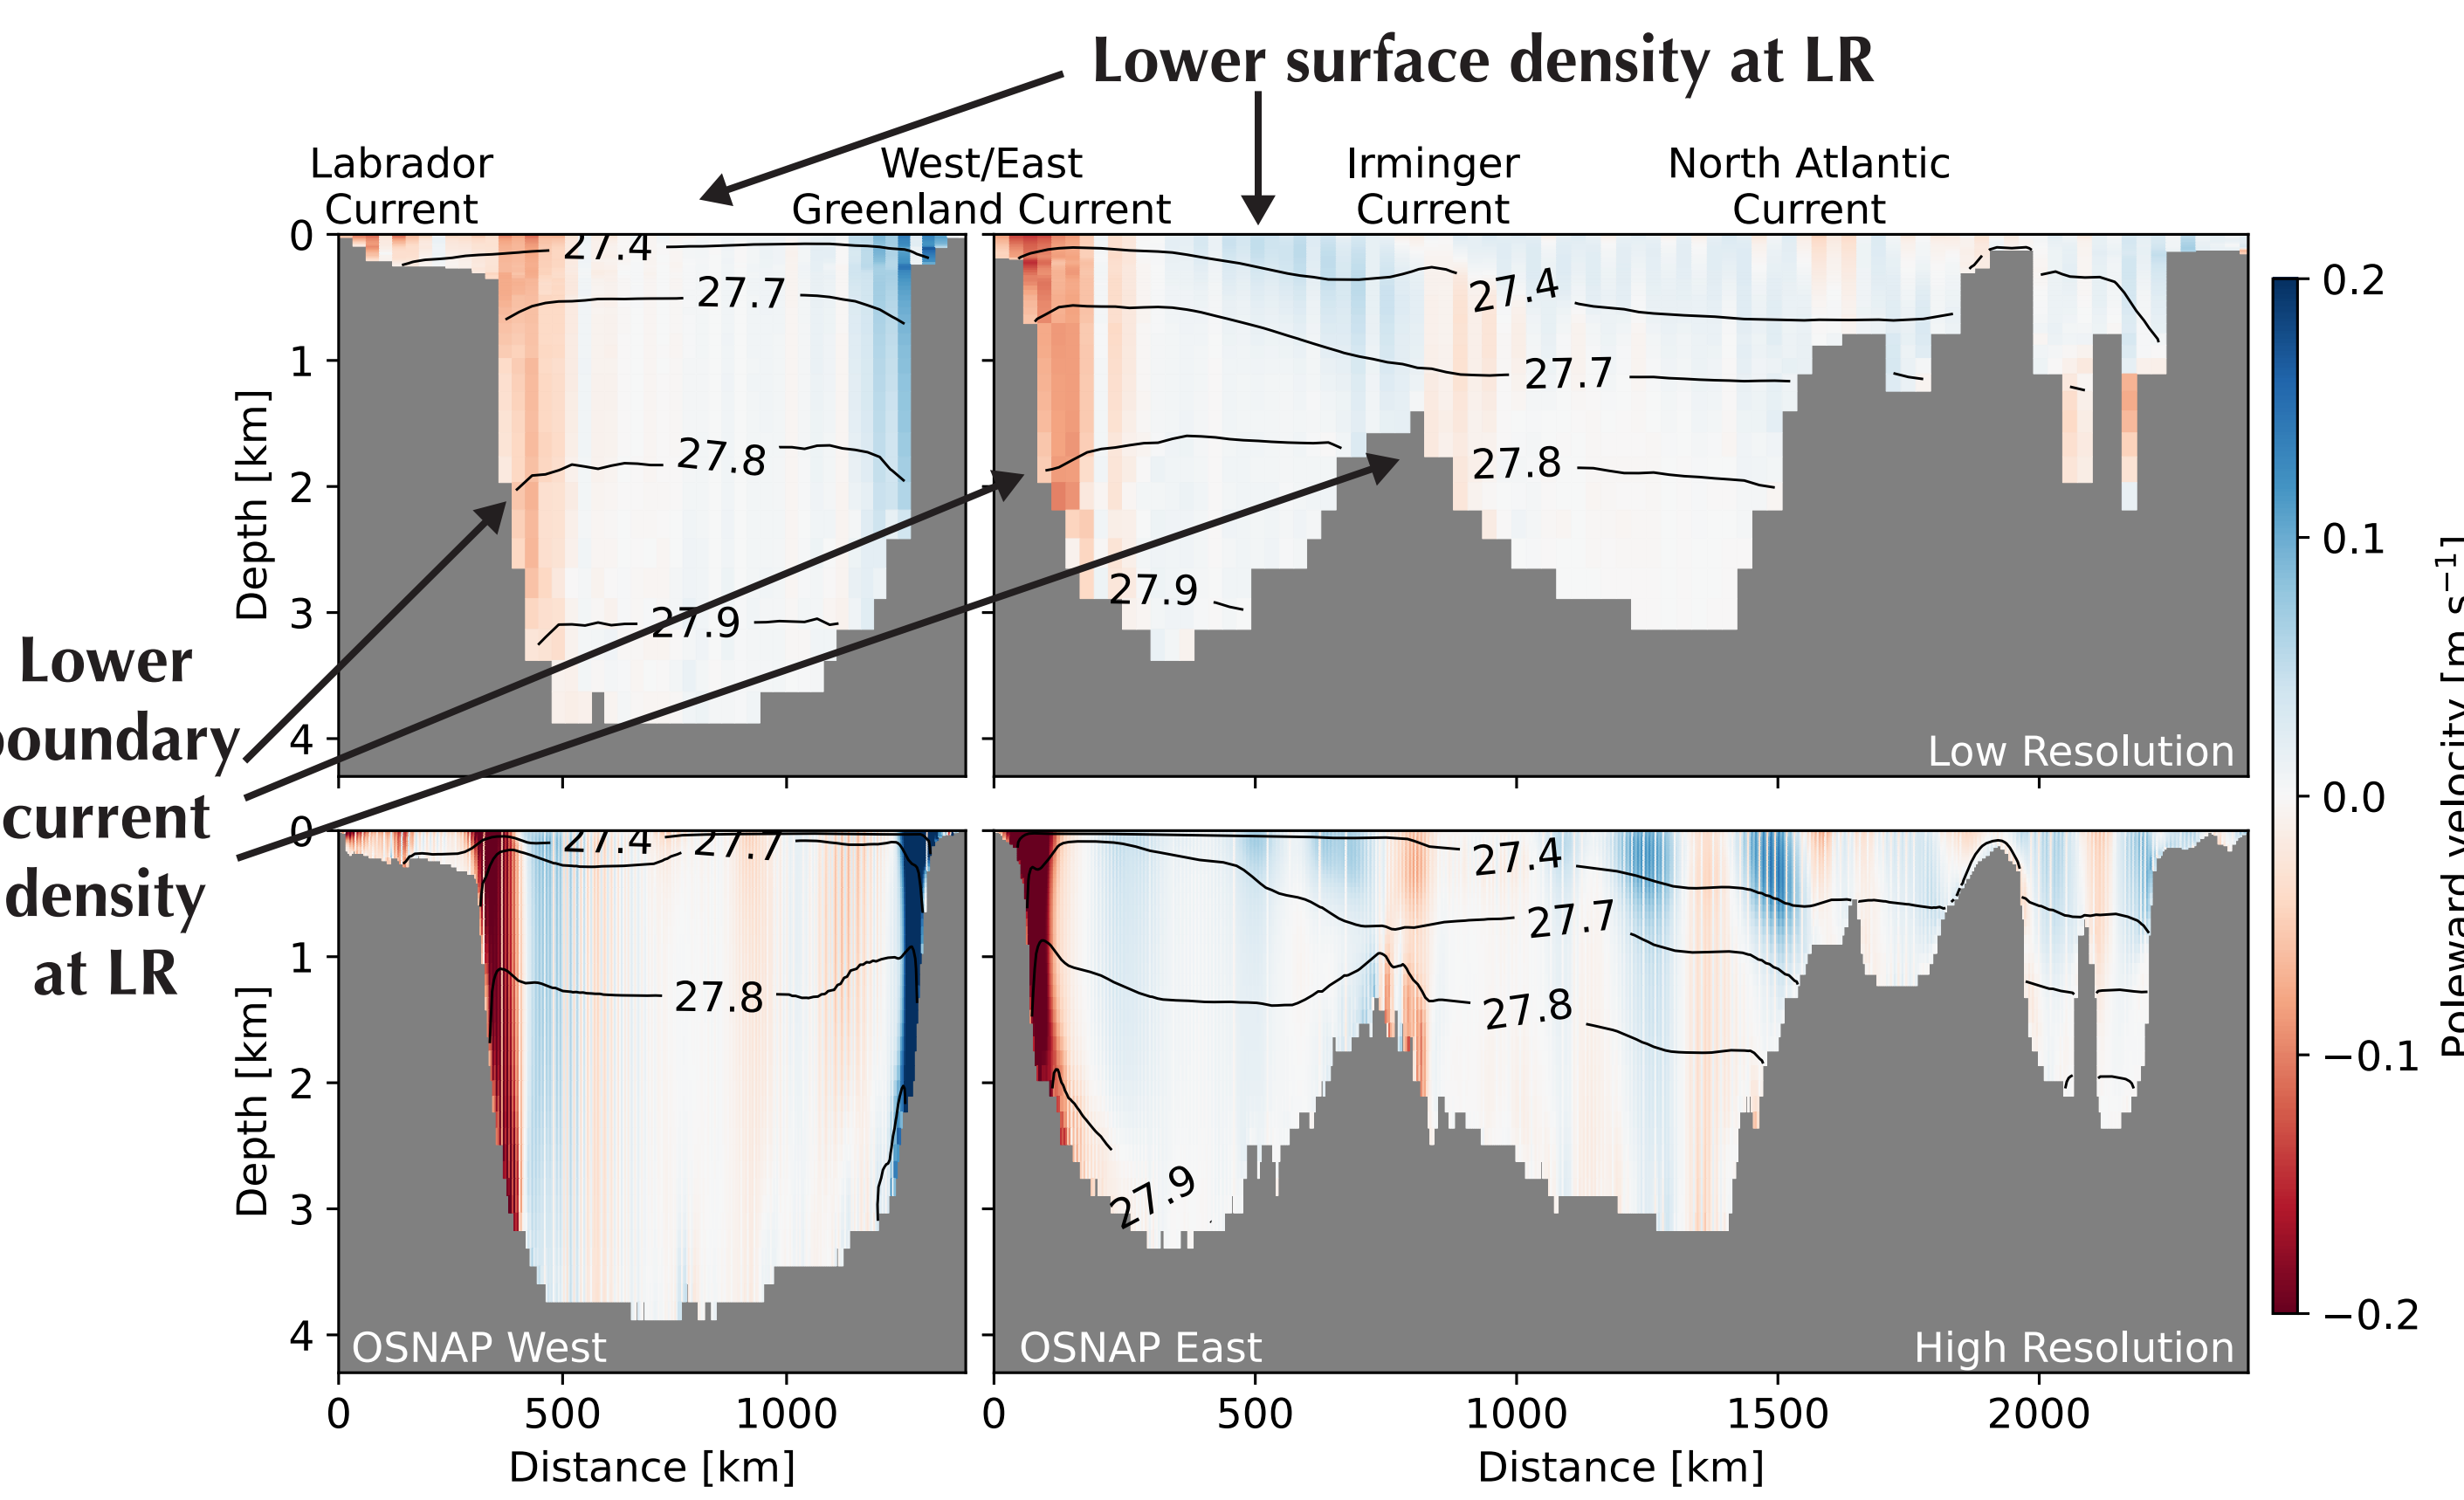 Lower surface density at LR
Labrador
Current
West/East
Greenland Current
Irminger
Current
North Atlantic
Current
0
1
2
3
4
Depth [km]
27.4
27.7
27.8
27.9
27.4
27.7
27.8
27.9
Low Resolution
Lower
boundary
current
density
at LR
0
1
2
3
4
Depth [km]
27.4
27.7
27.8
OSNAP West
27.4
27.7
27.8
27.9
OSNAP East
High Resolution
0
500
1000
Distance [km]
0
500
1000
1500
2000
Distance [km]
0.2
0.1
0.0
−0.1
−0.2
Poleward velocity [m s⁻¹]